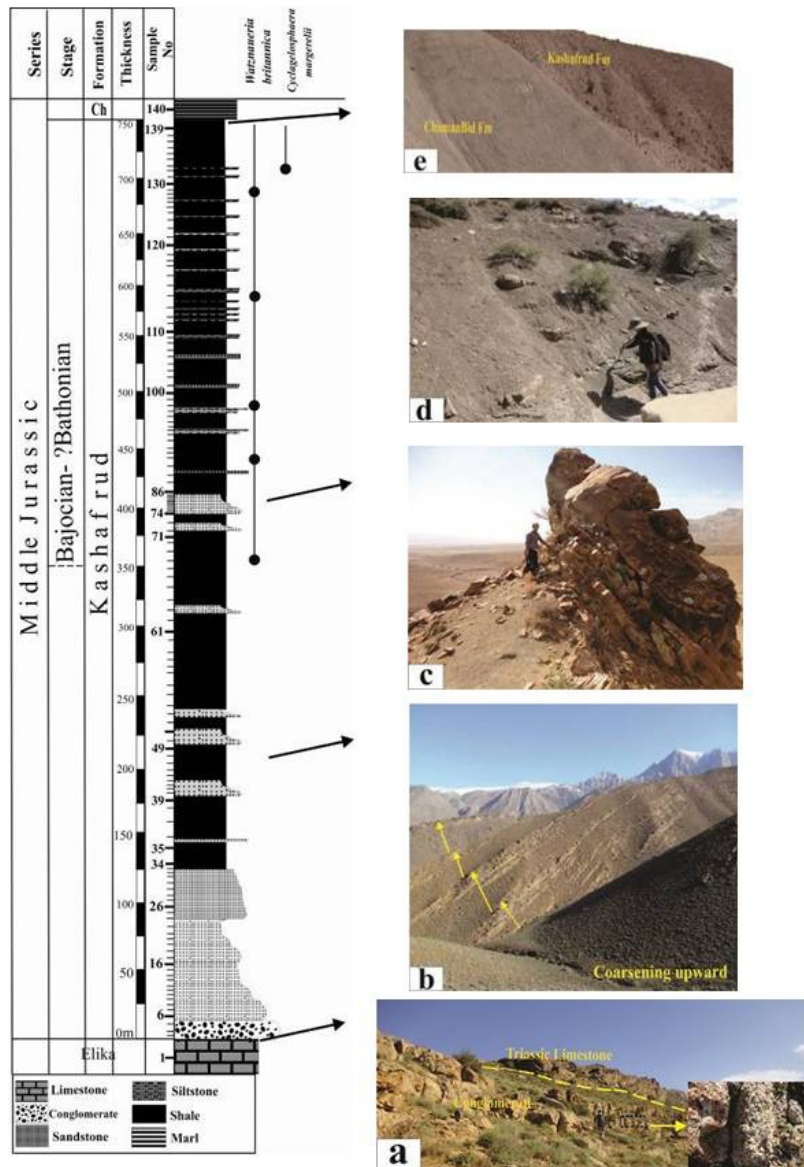 Series
Stage
Formation
Thickness
Sample
No
Watznaueria
britannica
Cyclagelosphaera
margerelii
Ch
140
750
139
700
130
650
120
600
550
110
500
100
450
86
400
74
71
350
300
61
250
49
200
39
150
35
34
100
26
50
16
6
0m
Elika
1
Middle Jurassic
Bajocian- ?Bathonian
Kashafrud
Limestone
Siltstone
Conglomerate
Shale
Sandstone
Marl
Kashafrud Fm
ChamanBid Fm
e
d
c
Coarsening upward
b
Triassic Limestone
Conglomerate
a